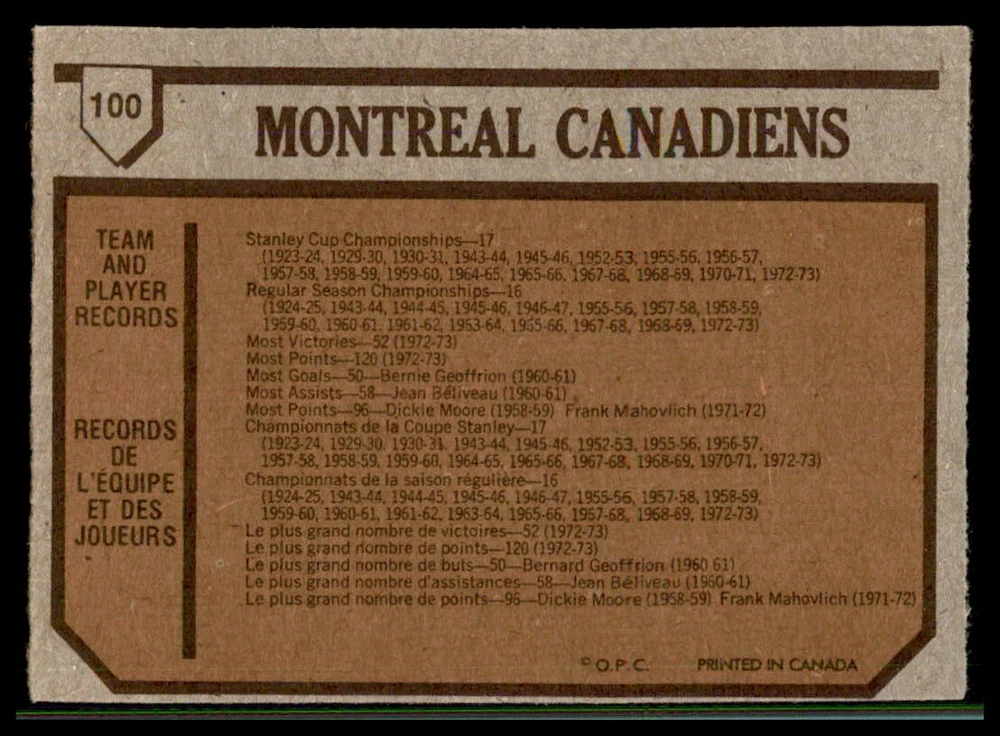 100
MONTREAL CANADIENS
TEAM
AND
PLAYER
RECORDS
Stanley Cup Championships—17
(1923-24, 1929-30, 1930-31, 1943-44, 1945-46, 1952-53, 1955-56, 1956-57,
1957-58, 1958-59, 1959-60, 1964-65, 1965-66, 1967-68, 1968-69, 1970-71, 1972-73)
Regular Season Championships—16
(1924-25, 1943-44, 1944-45, 1945-46, 1946-47, 1955-56, 1957-58, 1958-59,
1959-60, 1960-61, 1961-62, 1963-64, 1965-66, 1967-68, 1968-69, 1972-73)
Most Victories—52 (1972-73)
Most Points—120 (1972-73)
Most Goals—50—Bernie Geoffrion (1960-61)
Most Assists—58—Jean Béliveau (1960-61)
Most Points—96—Dickie Moore (1958-59) Frank Mahovlich (1971-72)
RECORDS
DE
L'ÉQUIPE
ET DES
JOUEURS
Championnats de la Coupe Stanley—17
(1923-24, 1929-30, 1930-31, 1943-44, 1945-46, 1952-53, 1955-56, 1956-57,
1957-58, 1958-59, 1959-60, 1964-65, 1965-66, 1967-68, 1968-69, 1970-71, 1972-73)
Championnats de la saison régulière—16
(1924-25, 1943-44, 1944-45, 1945-46, 1946-47, 1955-56, 1957-58, 1958-59,
1959-60, 1960-61, 1961-62, 1963-64, 1965-66, 1957-68, 1968-69, 1972-73)
Le plus grand nombre de victoires—52 (1972-73)
Le plus grand nombre de points—120 (1972-73)
Le plus grand nombre de buts—50—Bernard Geoffrion (1960 61)
Le plus grand nombre d'assistances—58—Jean Béliveau (1960-61)
Le plus grand nombre de points—96—Dickie Moore (1958-59) Frank Mahovlich (1971-72)
© O.P.C. PRINTED IN CANADA